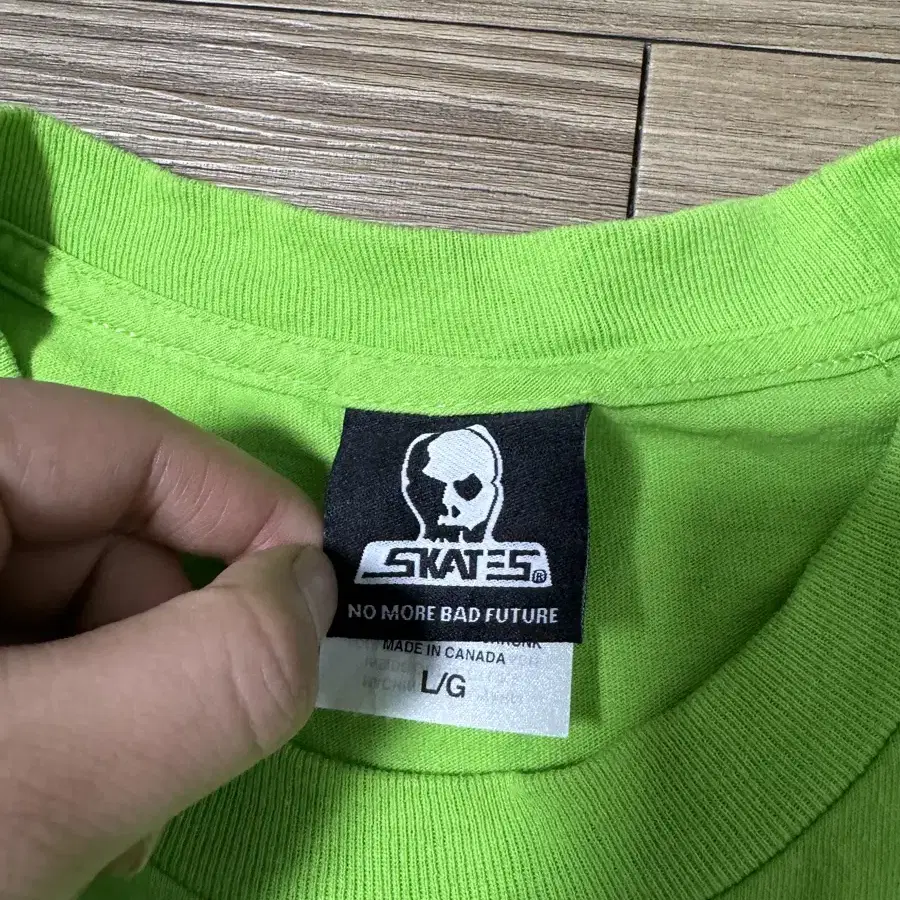 SKATES®
NO MORE BAD FUTURE
MADE IN CANADA
L/G